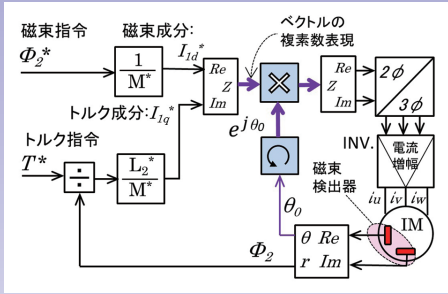 磁束指令
磁束成分:I1d*
Φ2*
1
M*
トルク成分:I1q*
ベクトルの
複素数表現
Re
Z
Im
×
e^jθ0
Re
Z
Im
2φ
3φ
トルク指令
T*
÷
L2*
M*
INV.
電流
増幅
磁束
検出器
iu iv iw
IM
θ0
Φ2
θ Re
r Im